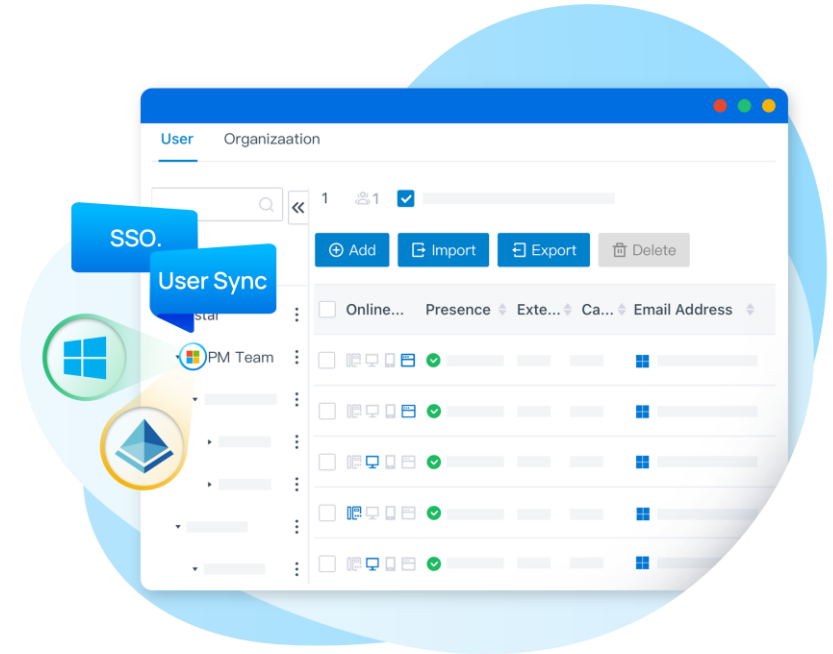 User Organizaation
1 1
SSO.
Add Import Export Delete
User Sync
Online... Presence Exte... Ca... Email Address
star
PM Team